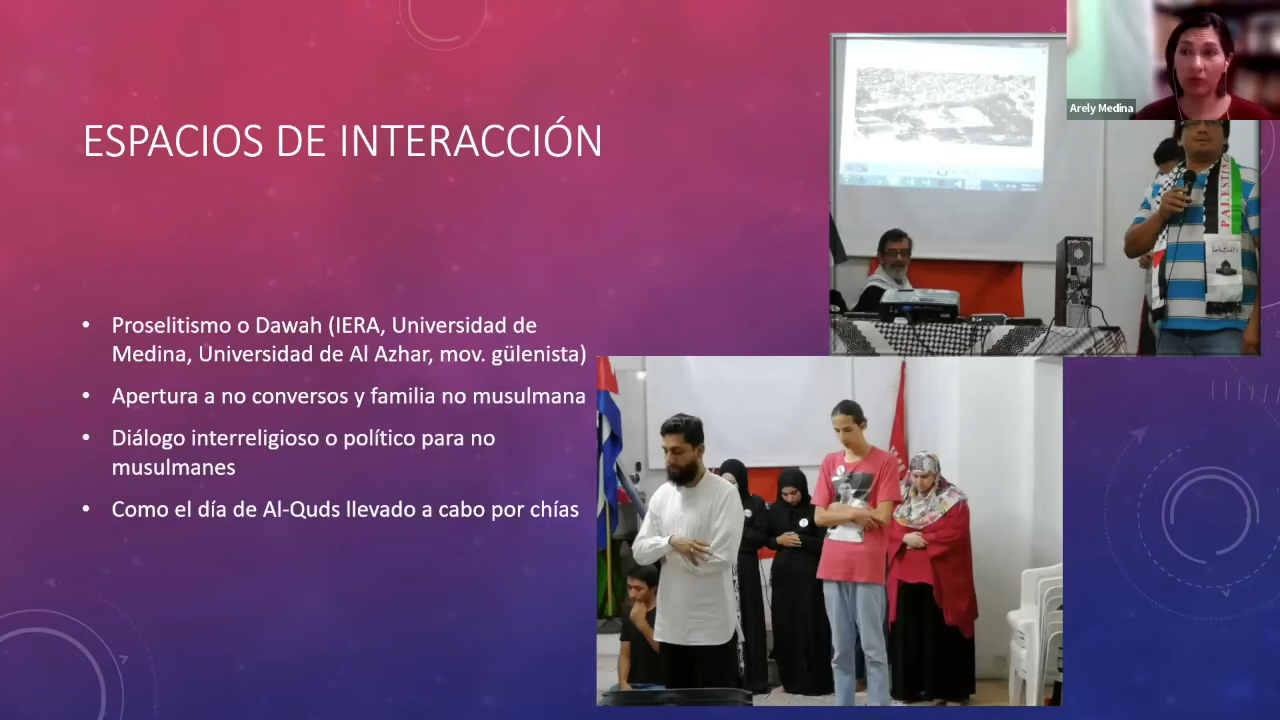 Arely Medina
ESPACIOS DE INTERACCIÓN
PALESTIN
• Proselitismo o Dawah (IERA, Universidad de
Medina, Universidad de Al Azhar, mov. gülenista)
• Apertura a no conversos y familia no musulmana
• Diálogo interreligioso o político para no
musulmanes
• Como el día de Al-Quds llevado a cabo por chías